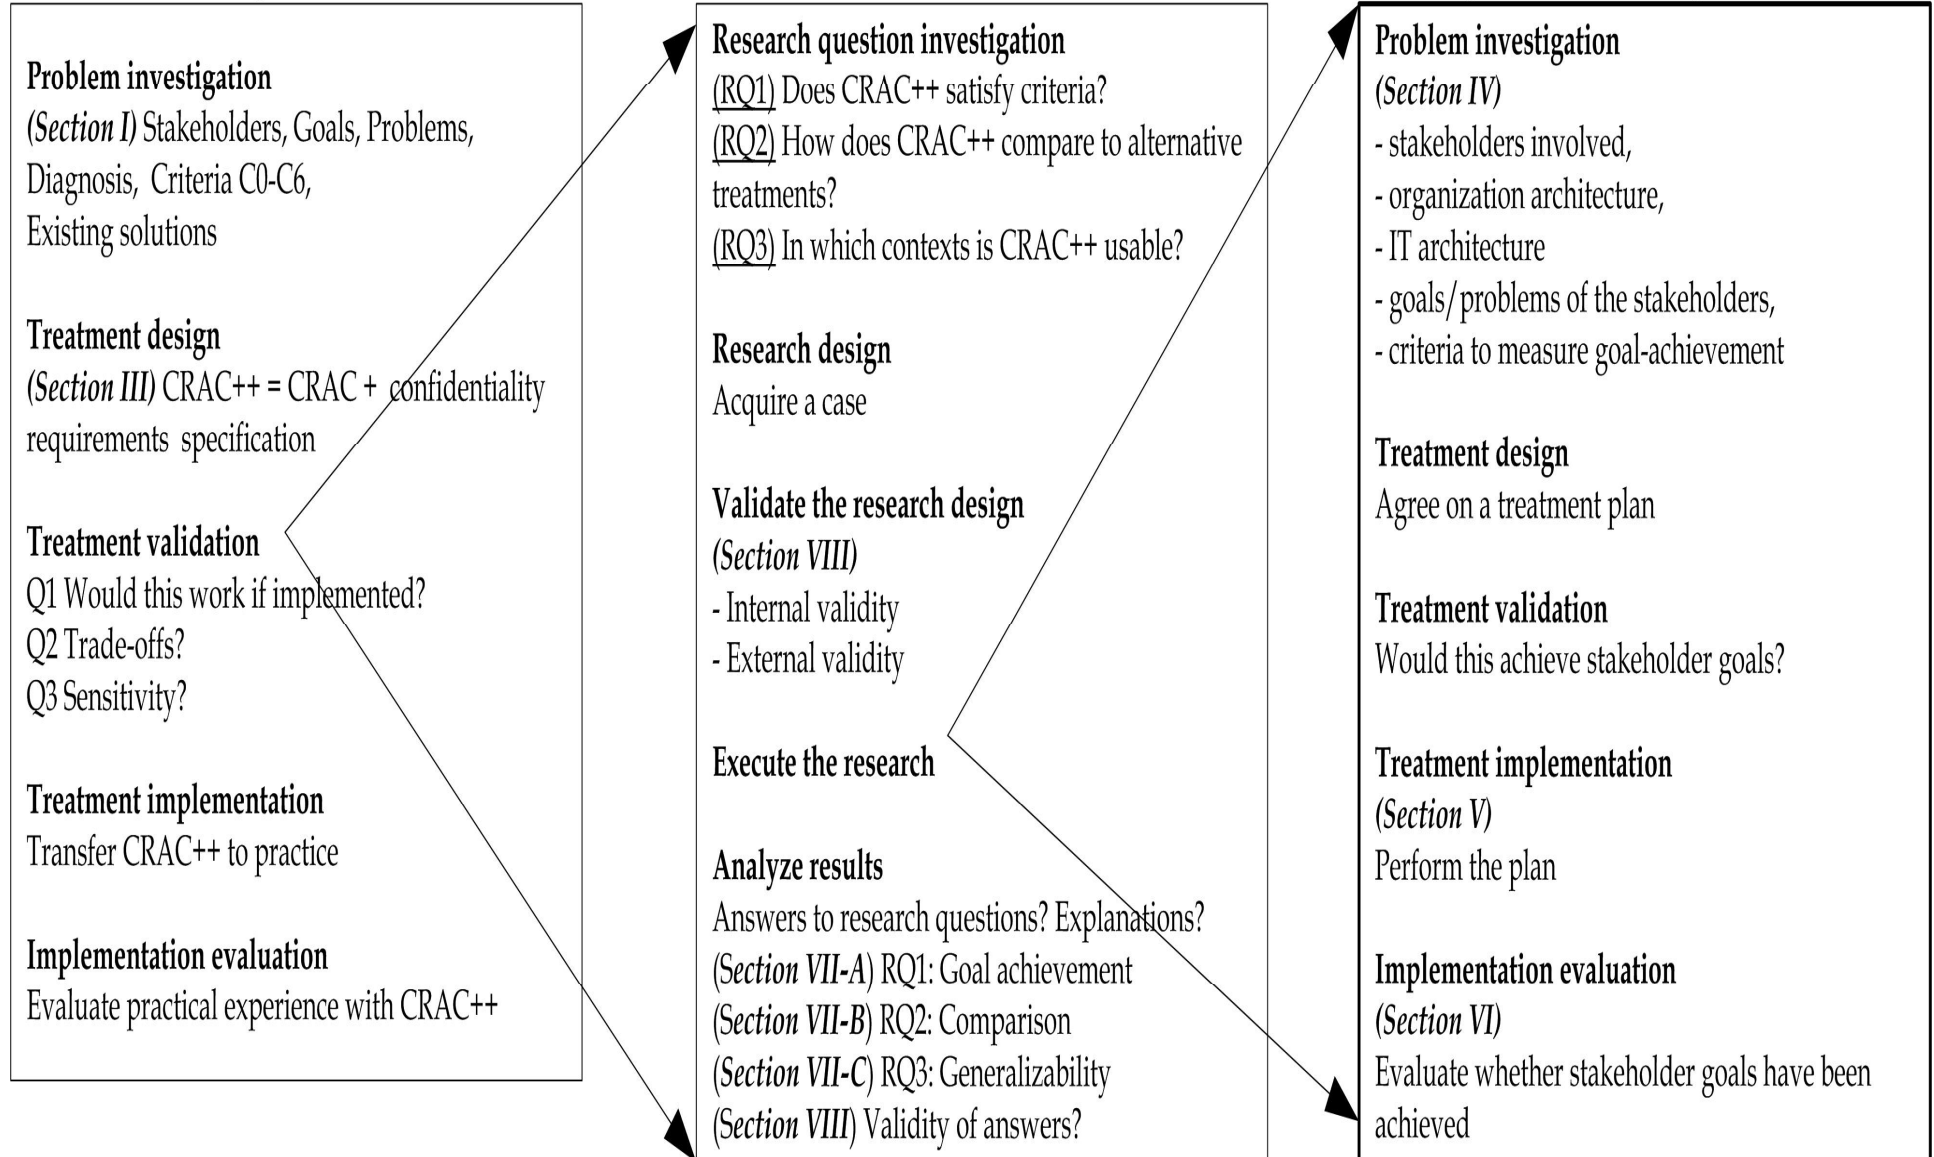 Problem investigation
(Section I) Stakeholders, Goals, Problems,
Diagnosis, Criteria C0-C6,
Existing solutions
Treatment design
(Section III) CRAC++ = CRAC + confidentiality
requirements specification
Treatment validation
Q1 Would this work if implemented?
Q2 Trade-offs?
Q3 Sensitivity?
Treatment implementation
Transfer CRAC++ to practice
Implementation evaluation
Evaluate practical experience with CRAC++
Research question investigation
(RQ1) Does CRAC++ satisfy criteria?
(RQ2) How does CRAC++ compare to alternative
treatments?
(RQ3) In which contexts is CRAC++ usable?
Research design
Acquire a case
Validate the research design
(Section VIII)
- Internal validity
- External validity
Execute the research
Analyze results
Answers to research questions? Explanations?
(Section VII-A) RQ1: Goal achievement
(Section VII-B) RQ2: Comparison
(Section VII-C) RQ3: Generalizability
(Section VIII) Validity of answers?
Problem investigation
(Section IV)
- stakeholders involved,
- organization architecture,
- IT architecture
- goals/problems of the stakeholders,
- criteria to measure goal-achievement
Treatment design
Agree on a treatment plan
Treatment validation
Would this achieve stakeholder goals?
Treatment implementation
(Section V)
Perform the plan
Implementation evaluation
(Section VI)
Evaluate whether stakeholder goals have been
achieved